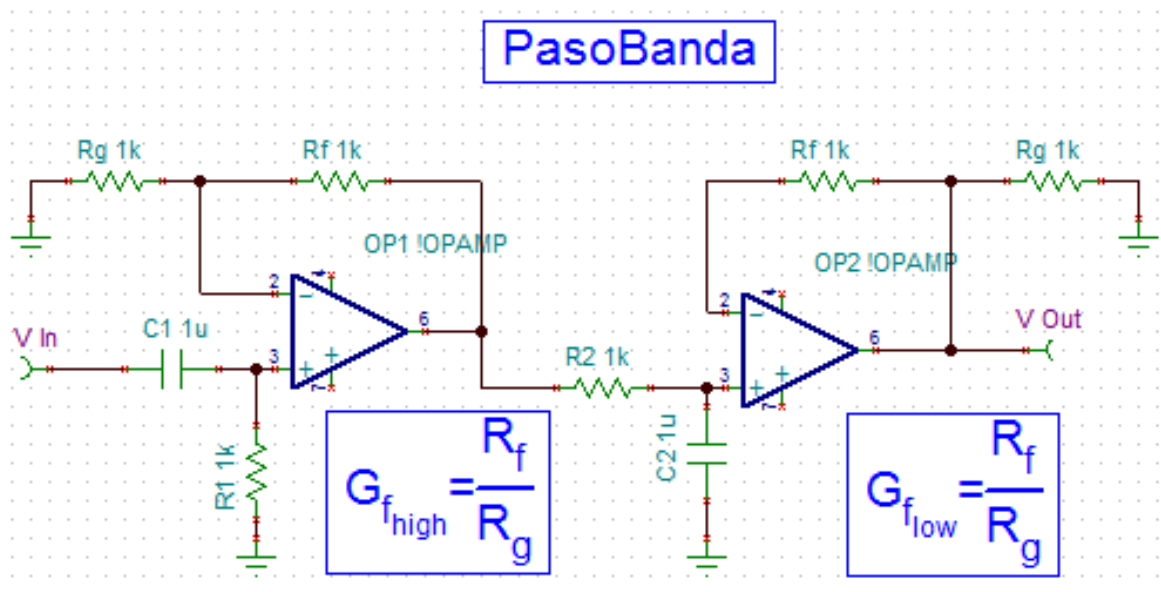 PasoBanda
Rg 1k
Rf 1k
Rf 1k
Rg 1k
OP1 !OPAMP
OP2 !OPAMP
2
6
3
2
6
3
V In
C1 1u
R1 1k
R2 1k
C2 1u
V Out
Gfhigh = Rf
Rg
Gflow = Rf
Rg